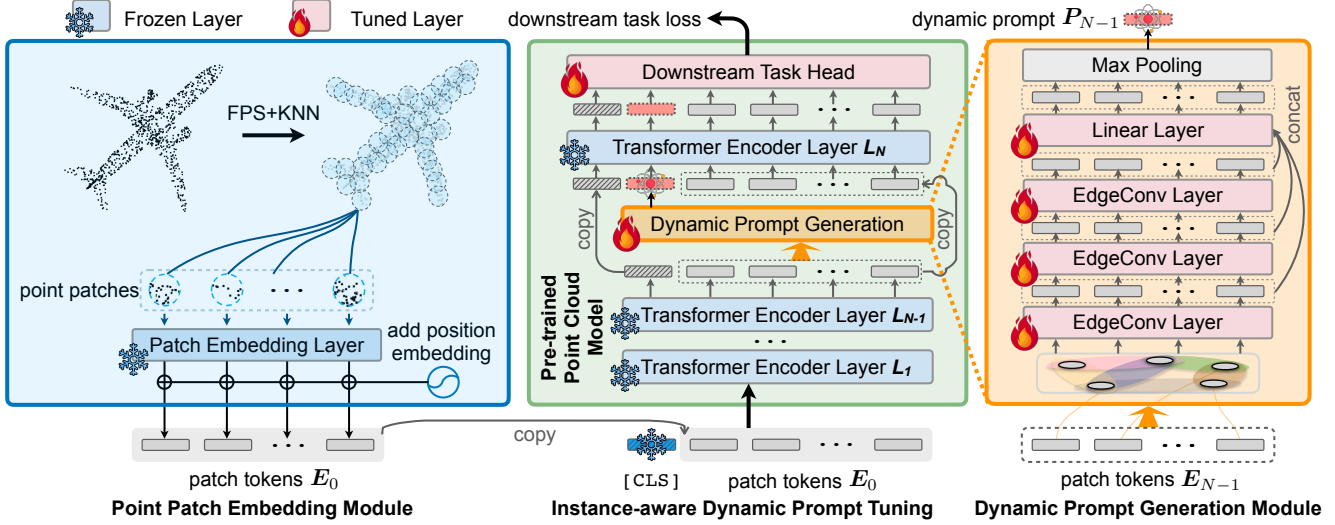 Frozen Layer
Tuned Layer
FPS+KNN
point patches
Patch Embedding Layer
add position
embedding
patch tokens E₀
Point Patch Embedding Module
copy
downstream task loss
Downstream Task Head
Transformer Encoder Layer L_N
copy
Dynamic Prompt Generation
copy
Pre-trained
Point Cloud
Model
Transformer Encoder Layer L_{N-1}
Transformer Encoder Layer L_1
[CLS]
patch tokens E₀
Instance-aware Dynamic Prompt Tuning
dynamic prompt P_{N−1}
Max Pooling
concat
Linear Layer
EdgeConv Layer
EdgeConv Layer
EdgeConv Layer
patch tokens E_{N−1}
Dynamic Prompt Generation Module